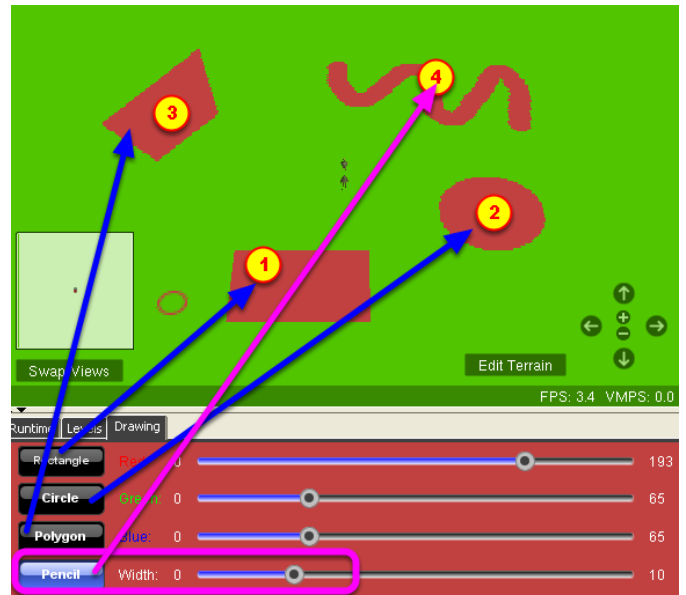 4
3
2
1
+
−
Swap Views
Edit Terrain
FPS: 3.4 VMPS: 0.0
Runtime Levels Drawing
Rectangle Red: 0 193
Circle Green: 0 65
Polygon Blue: 0 65
Pencil Width: 0 10